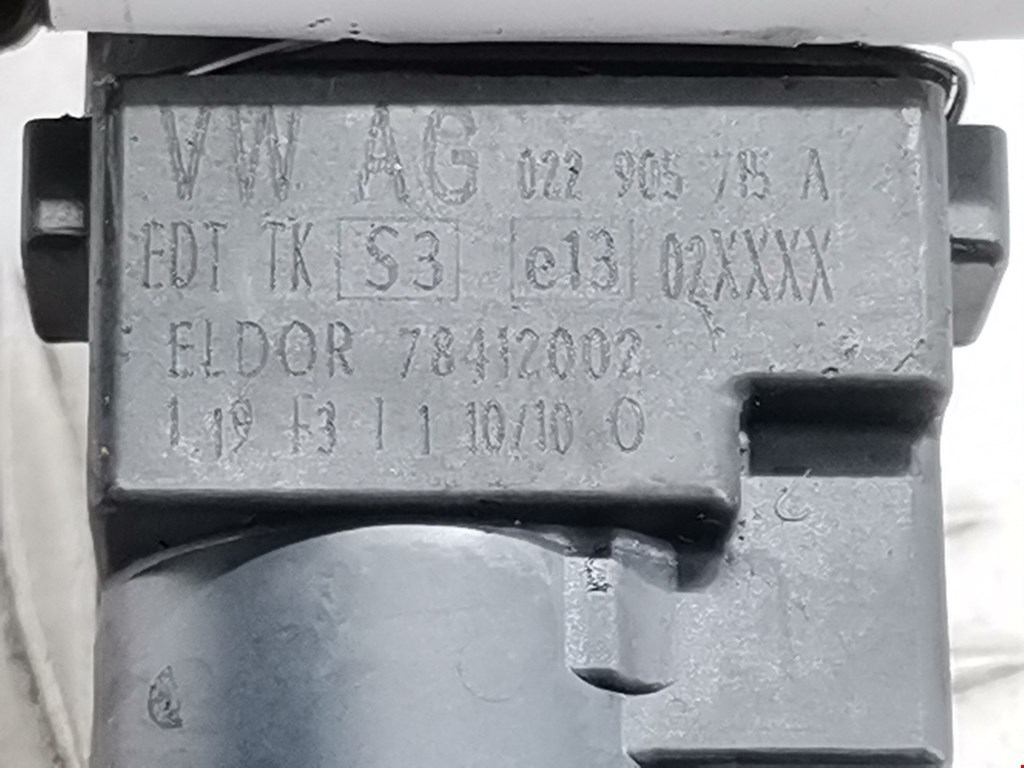 VW AG 022 905 715 A
EDT TK S3 e13 02XXXX
ELDOR 78412002
1 19 F3 1 1 10/10 O